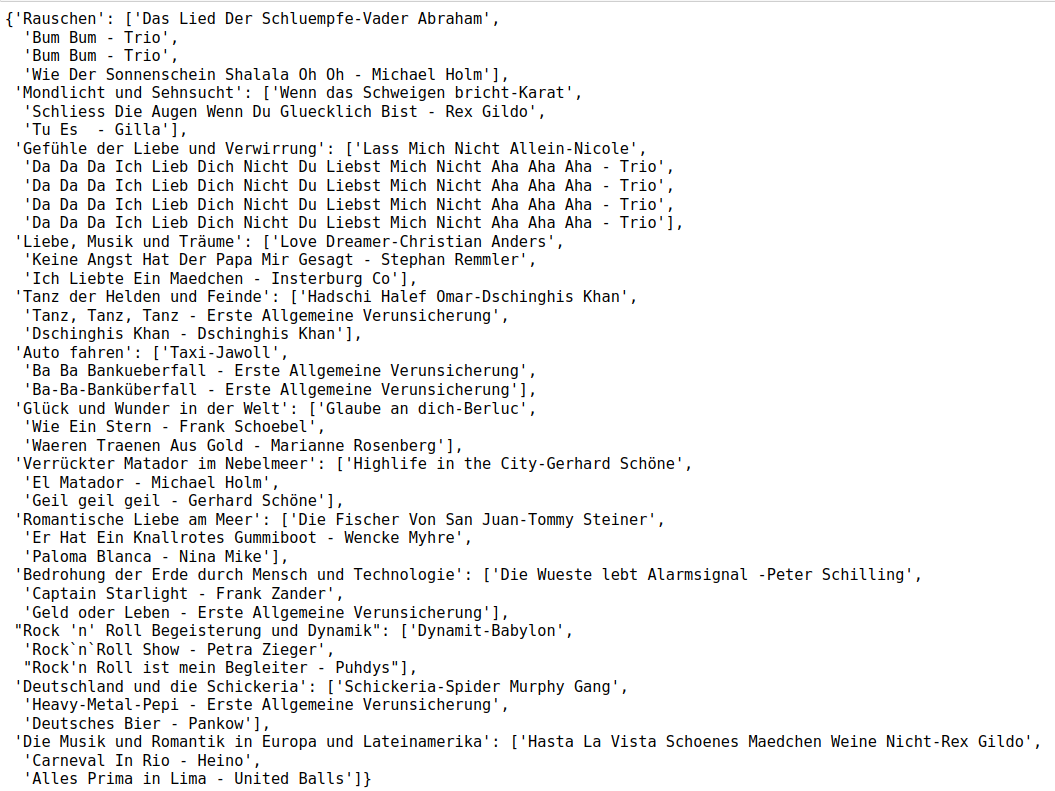 {'Rauschen': ['Das Lied Der Schluempfe-Vader Abraham',
'Bum Bum - Trio',
'Bum Bum - Trio',
'Wie Der Sonnenschein Shalala Oh Oh - Michael Holm'],
'Mondlicht und Sehnsucht': ['Wenn das Schweigen bricht-Karat',
'Schliess Die Augen Wenn Du Gluecklich Bist - Rex Gildo',
'Tu Es  - Gilla'],
'Gefühle der Liebe und Verwirrung': ['Lass Mich Nicht Allein-Nicole',
'Da Da Da Ich Lieb Dich Nicht Du Liebst Mich Nicht Aha Aha Aha - Trio',
'Da Da Da Ich Lieb Dich Nicht Du Liebst Mich Nicht Aha Aha Aha - Trio',
'Da Da Da Ich Lieb Dich Nicht Du Liebst Mich Nicht Aha Aha Aha - Trio',
'Da Da Da Ich Lieb Dich Nicht Du Liebst Mich Nicht Aha Aha Aha - Trio'],
'Liebe, Musik und Träume': ['Love Dreamer-Christian Anders',
'Keine Angst Hat Der Papa Mir Gesagt - Stephan Remmler',
'Ich Liebte Ein Maedchen - Insterburg Co'],
'Tanz der Helden und Feinde': ['Hadschi Halef Omar-Dschinghis Khan',
'Tanz, Tanz, Tanz - Erste Allgemeine Verunsicherung',
'Dschinghis Khan - Dschinghis Khan'],
'Auto fahren': ['Taxi-Jawoll',
'Ba Ba Bankueberfall - Erste Allgemeine Verunsicherung',
'Ba-Ba-Banküberfall - Erste Allgemeine Verunsicherung'],
'Glück und Wunder in der Welt': ['Glaube an dich-Berluc',
'Wie Ein Stern - Frank Schoebel',
'Waeren Traenen Aus Gold - Marianne Rosenberg'],
'Verrückter Matador im Nebelmeer': ['Highlife in the City-Gerhard Schöne',
'El Matador - Michael Holm',
'Geil geil geil - Gerhard Schöne'],
'Romantische Liebe am Meer': ['Die Fischer Von San Juan-Tommy Steiner',
'Er Hat Ein Knallrotes Gummiboot - Wencke Myhre',
'Paloma Blanca - Nina Mike'],
'Bedrohung der Erde durch Mensch und Technologie': ['Die Wueste lebt Alarmsignal -Peter Schilling',
'Captain Starlight - Frank Zander',
'Geld oder Leben - Erste Allgemeine Verunsicherung'],
"Rock 'n' Roll Begeisterung und Dynamik": ['Dynamit-Babylon',
'Rock`n`Roll Show - Petra Zieger',
"Rock'n Roll ist mein Begleiter - Puhdys"],
'Deutschland und die Schickeria': ['Schickeria-Spider Murphy Gang',
'Heavy-Metal-Pepi - Erste Allgemeine Verunsicherung',
'Deutsches Bier - Pankow'],
'Die Musik und Romantik in Europa und Lateinamerika': ['Hasta La Vista Schoenes Maedchen Weine Nicht-Rex Gildo',
'Carneval In Rio - Heino',
'Alles Prima in Lima - United Balls']}